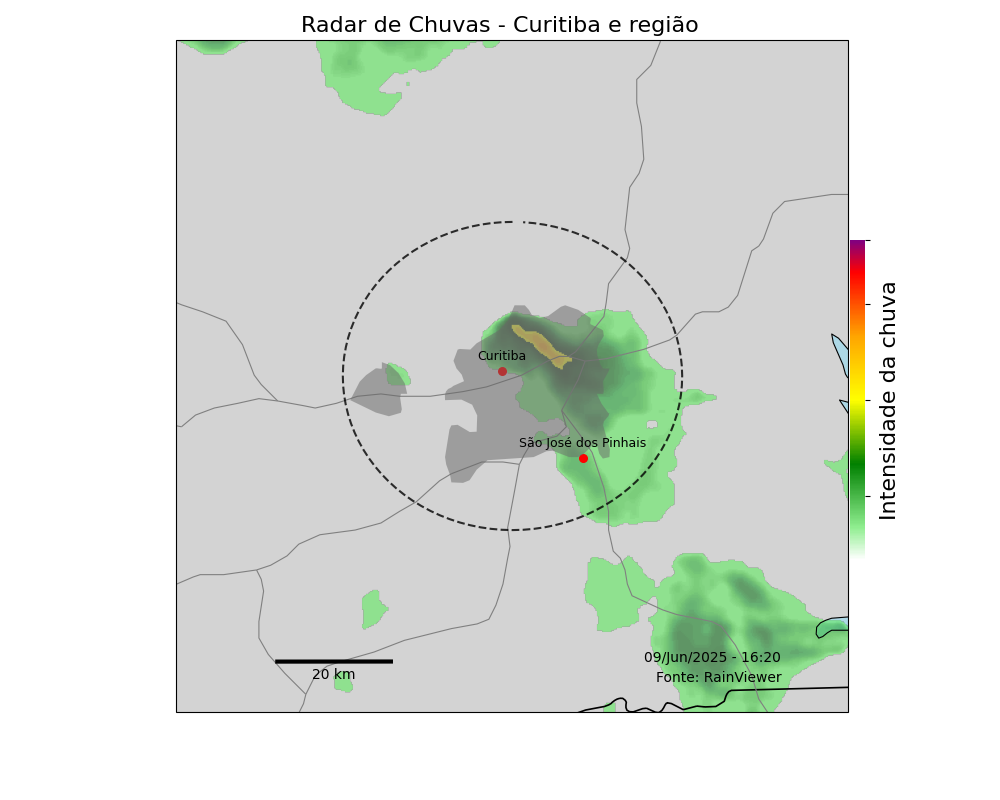 Radar de Chuvas - Curitiba e região
Curitiba
São José dos Pinhais
Intensidade da chuva
09/Jun/2025 - 16:20
Fonte: RainViewer
20 km